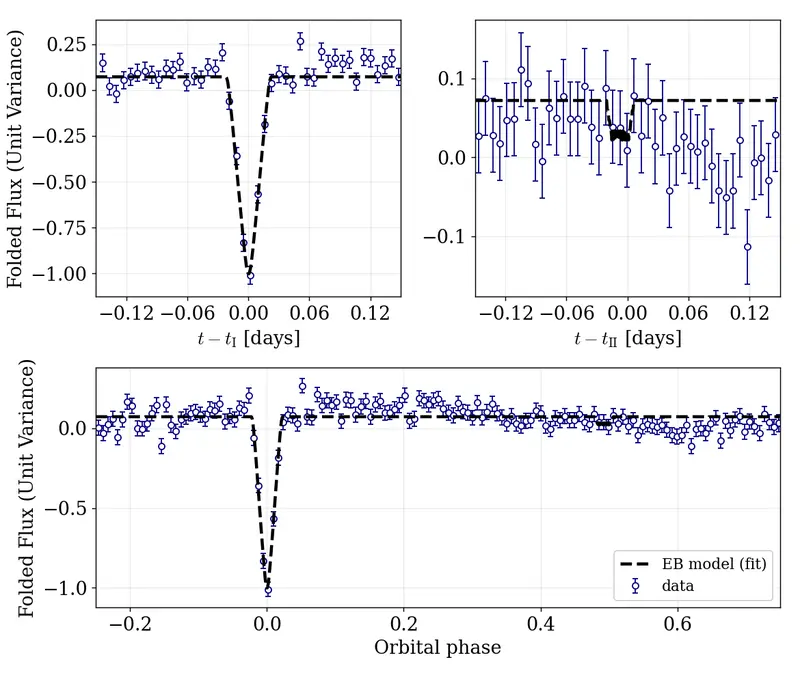 Folded Flux (Unit Variance)
0.25
0.00
−0.25
−0.50
−0.75
−1.00
−0.12 −0.06 0.00 0.06 0.12
t − tI [days]
0.1
0.0
−0.1
−0.12 −0.06 0.00 0.06 0.12
t − tII [days]
Folded Flux (Unit Variance)
0.0
−0.5
−1.0
EB model (fit)
data
−0.2 0.0 0.2 0.4 0.6
Orbital phase